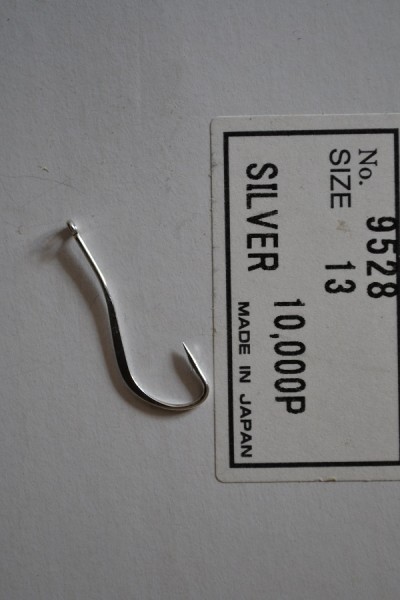 No. 9528
SIZE 13
SILVER 10,000P
MADE IN JAPAN